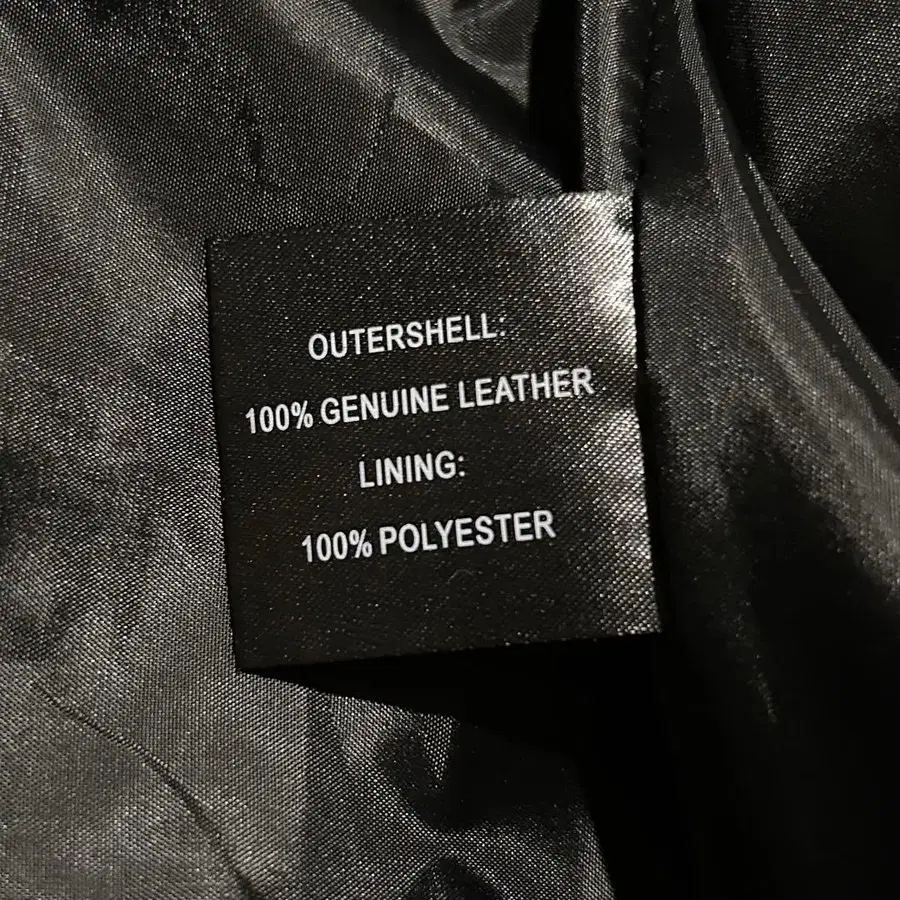 OUTERSHELL:
100% GENUINE LEATHER
LINING:
100% POLYESTER